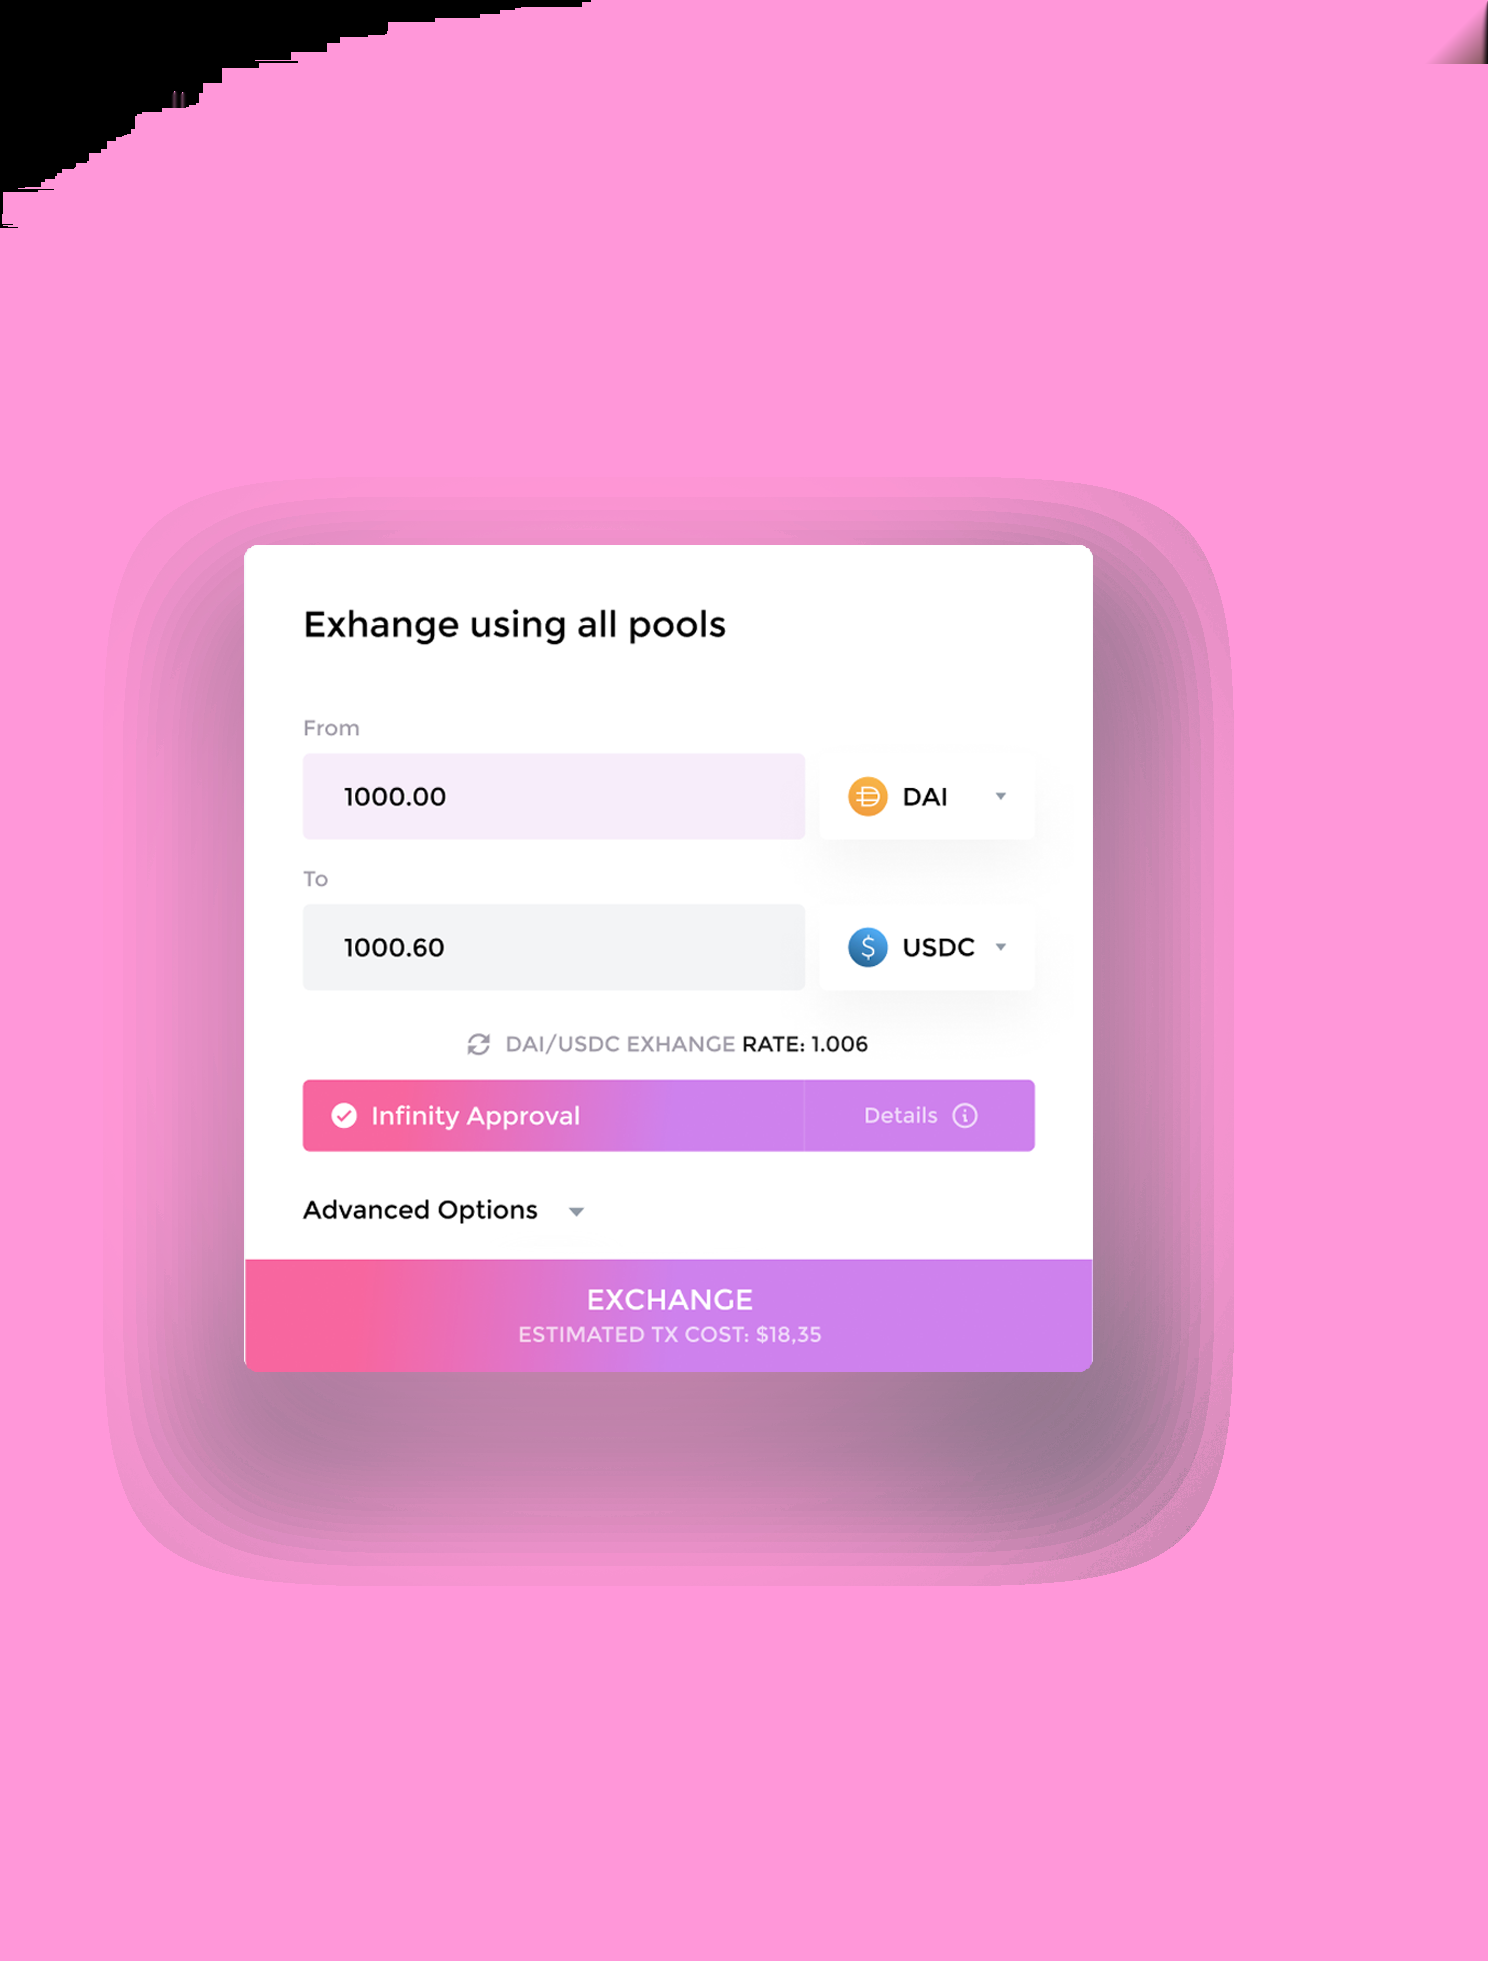 Exhange using all pools
From
1000.00
DAI
To
1000.60
$ USDC
DAI/USDC EXHANGE RATE: 1.006
Infinity Approval
Details
Advanced Options
EXCHANGE
ESTIMATED TX COST: $18,35